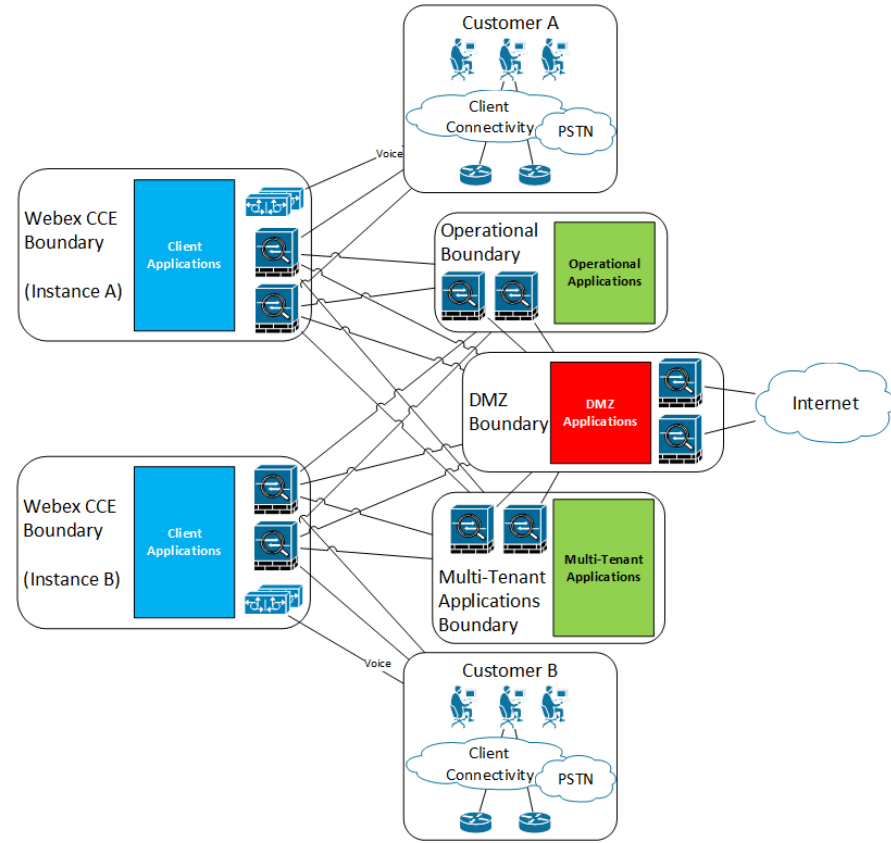 Customer A
Client
Connectivity
PSTN
Voice
Webex CCE
Boundary
(Instance A)
Client
Applications
Operational
Boundary
Operational
Applications
DMZ
Boundary
DMZ
Applications
Internet
Webex CCE
Boundary
(Instance B)
Client
Applications
Multi-Tenant
Applications
Boundary
Multi-Tenant
Applications
Voice
Customer B
Client
Connectivity
PSTN